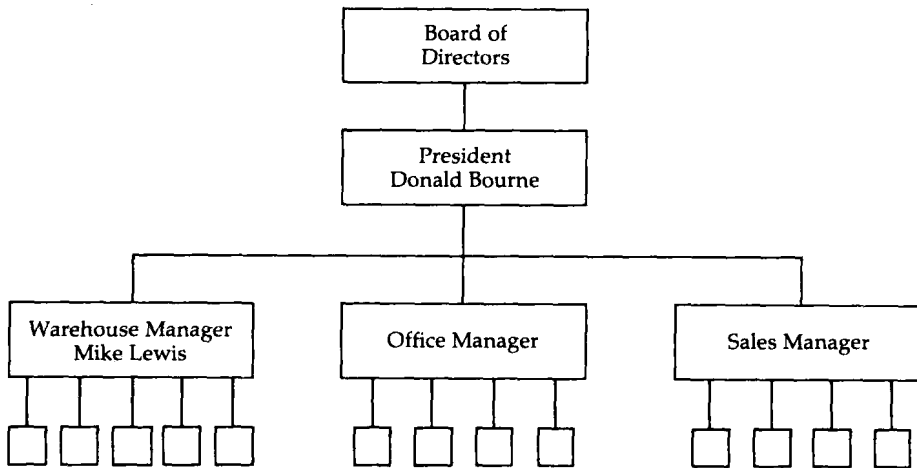 Board of
Directors
President
Donald Bourne
Warehouse Manager
Mike Lewis
Office Manager
Sales Manager